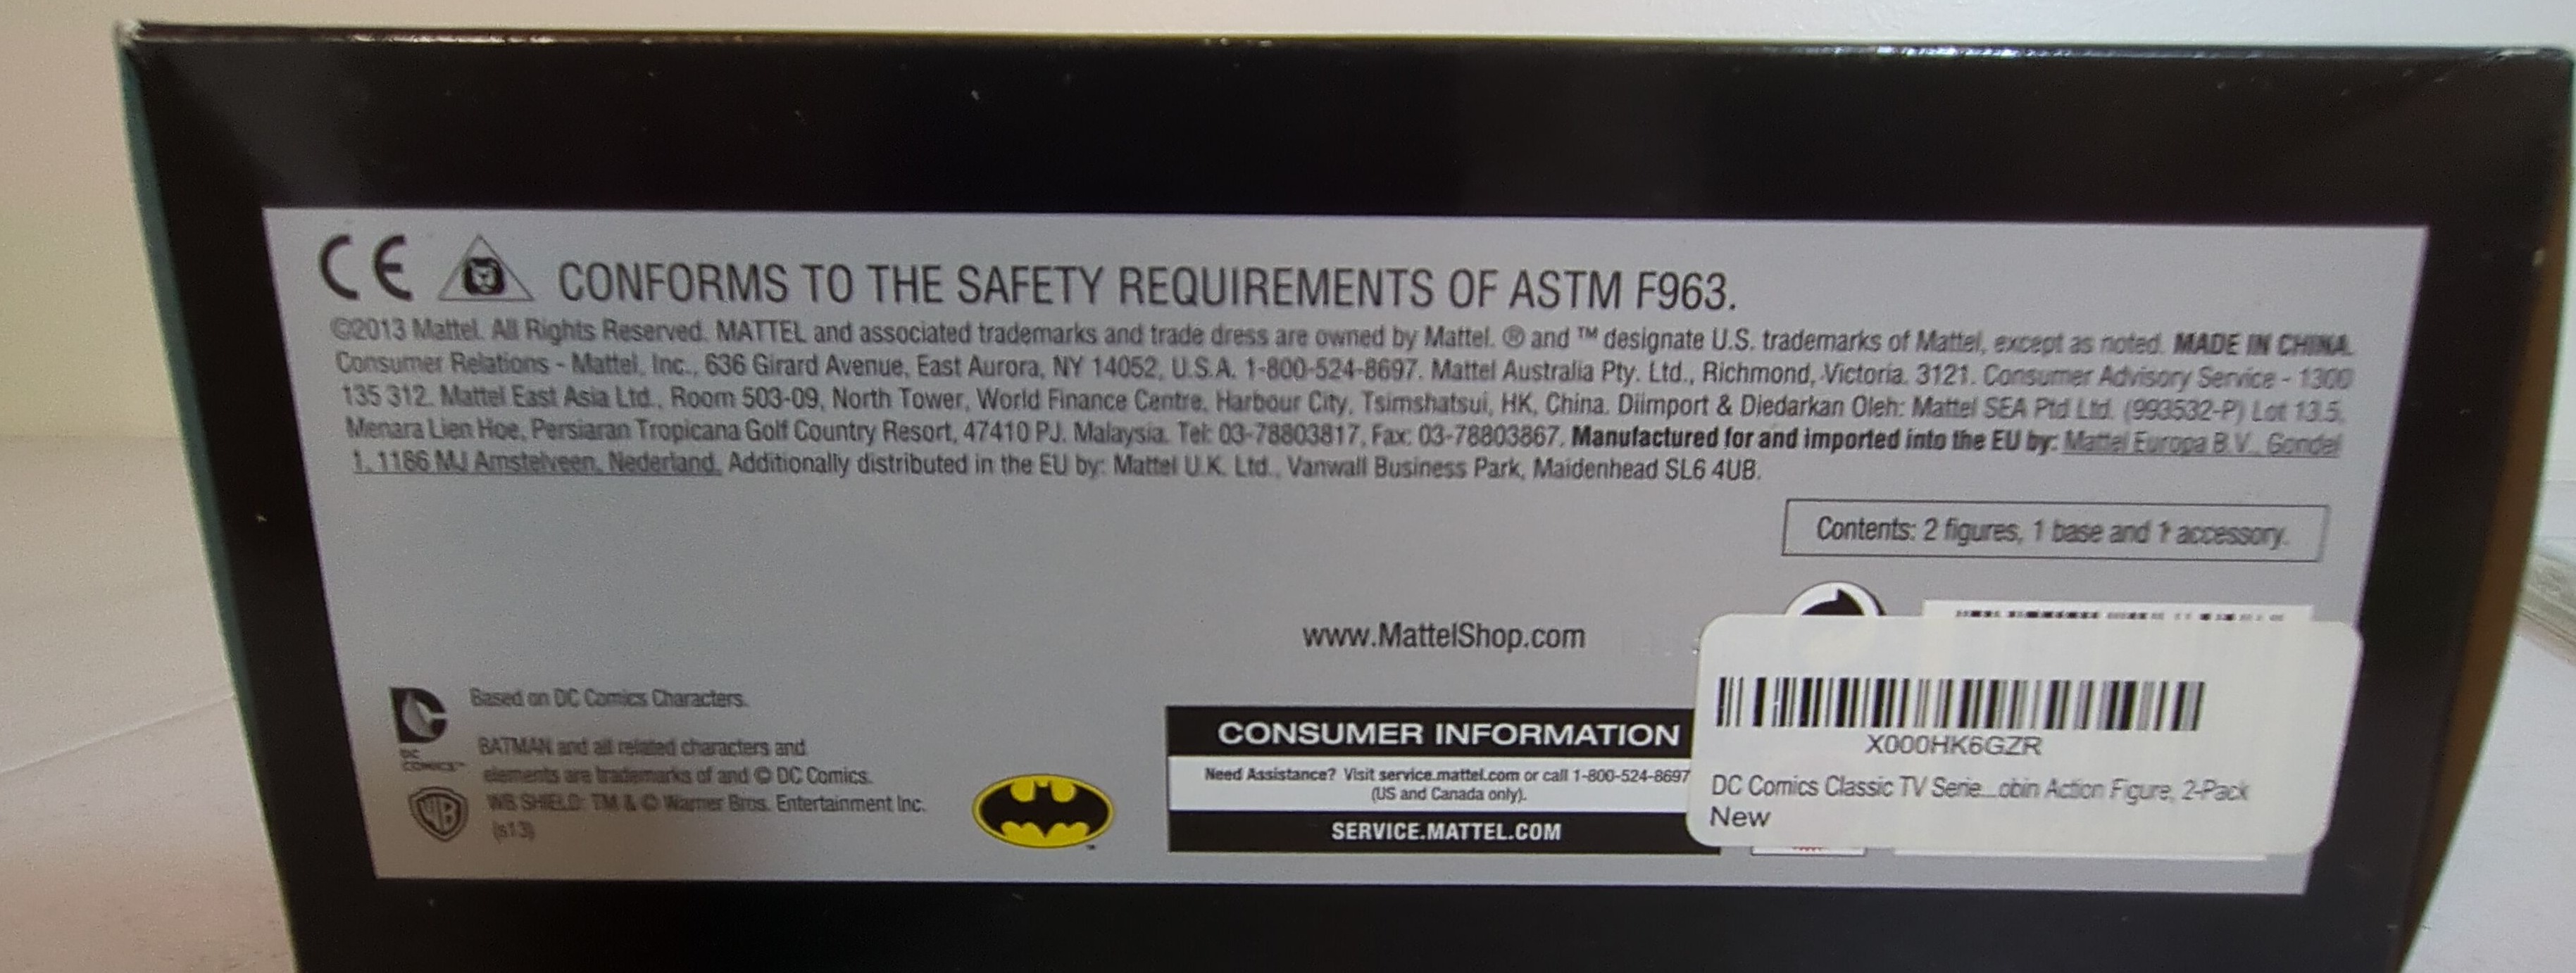 CE CONFORMS TO THE SAFETY REQUIREMENTS OF ASTM F963.
©2013 Mattel. All Rights Reserved. MATTEL and associated trademarks and trade dress are owned by Mattel. ® and ™ designate U.S. trademarks of Mattel, except as noted. MADE IN CHINA.
Consumer Relations - Mattel, Inc., 636 Girard Avenue, East Aurora, NY 14052, U.S.A. 1-800-524-8697. Mattel Australia Pty. Ltd., Richmond, Victoria. 3121. Consumer Advisory Service - 1300
135 312. Mattel East Asia Ltd., Room 503-09, North Tower, World Finance Centre, Harbour City, Tsimshatsui, HK, China. Diimport & Diedarkan Oleh: Mattel SEA Ptd Ltd. (993532-P) Lot 13.5,
Menara Lien Hoe, Persiaran Tropicana Golf Country Resort, 47410 PJ. Malaysia. Tel: 03-78803817, Fax: 03-78803867. Manufactured for and imported into the EU by: Mattel Europa B.V., Gondel
1, 1186 MJ Amstelveen, Nederland. Additionally distributed in the EU by: Mattel U.K. Ltd., Vanwall Business Park, Maidenhead SL6 4UB.
Contents: 2 figures, 1 base and 1 accessory.
www.MattelShop.com
DC
COMICS™
Based on DC Comics Characters.
BATMAN and all related characters and
elements are trademarks of and © DC Comics.
WB SHIELD: TM & © Warner Bros. Entertainment Inc.
(s13)
WB
™
CONSUMER INFORMATION
Need Assistance? Visit service.mattel.com or call 1-800-524-8697
(US and Canada only).
SERVICE.MATTEL.COM
X000HK6GZR
DC Comics Classic TV Serie...obin Action Figure, 2-Pack
New